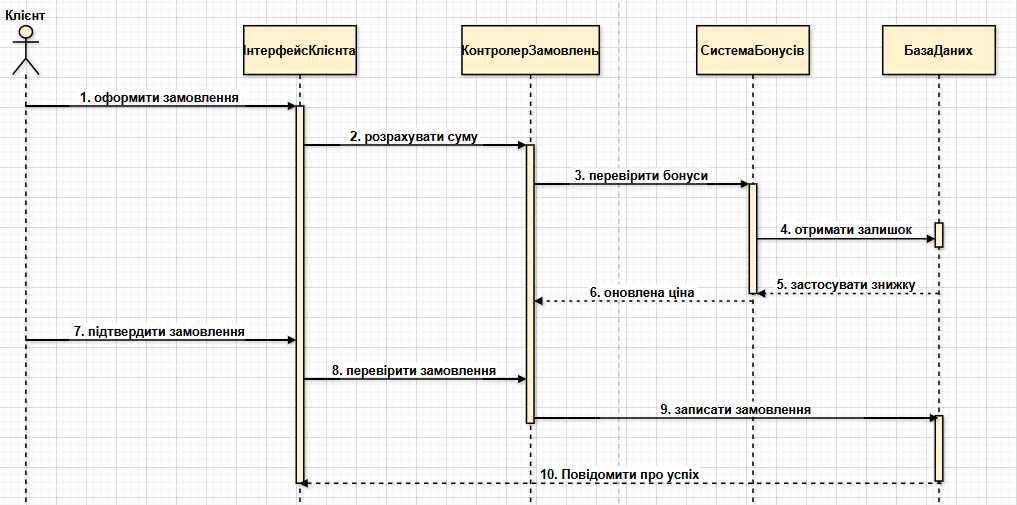 Клієнт
ІнтерфейсКлієнта
КонтролерЗамовлень
СистемаБонусів
БазаДаних
1. оформити замовлення
2. розрахувати суму
3. перевірити бонуси
4. отримати залишок
5. застосувати знижку
6. оновлена ціна
7. підтвердити замовлення
8. перевірити замовлення
9. записати замовлення
10. Повідомити про успіх